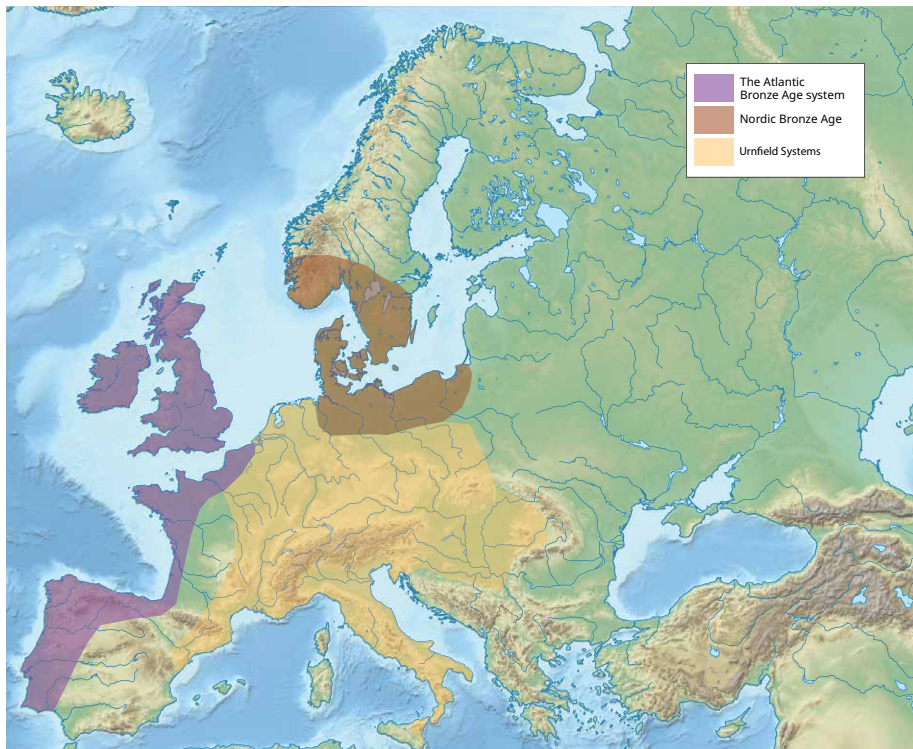 The Atlantic
Bronze Age system
Nordic Bronze Age
Urnfield Systems